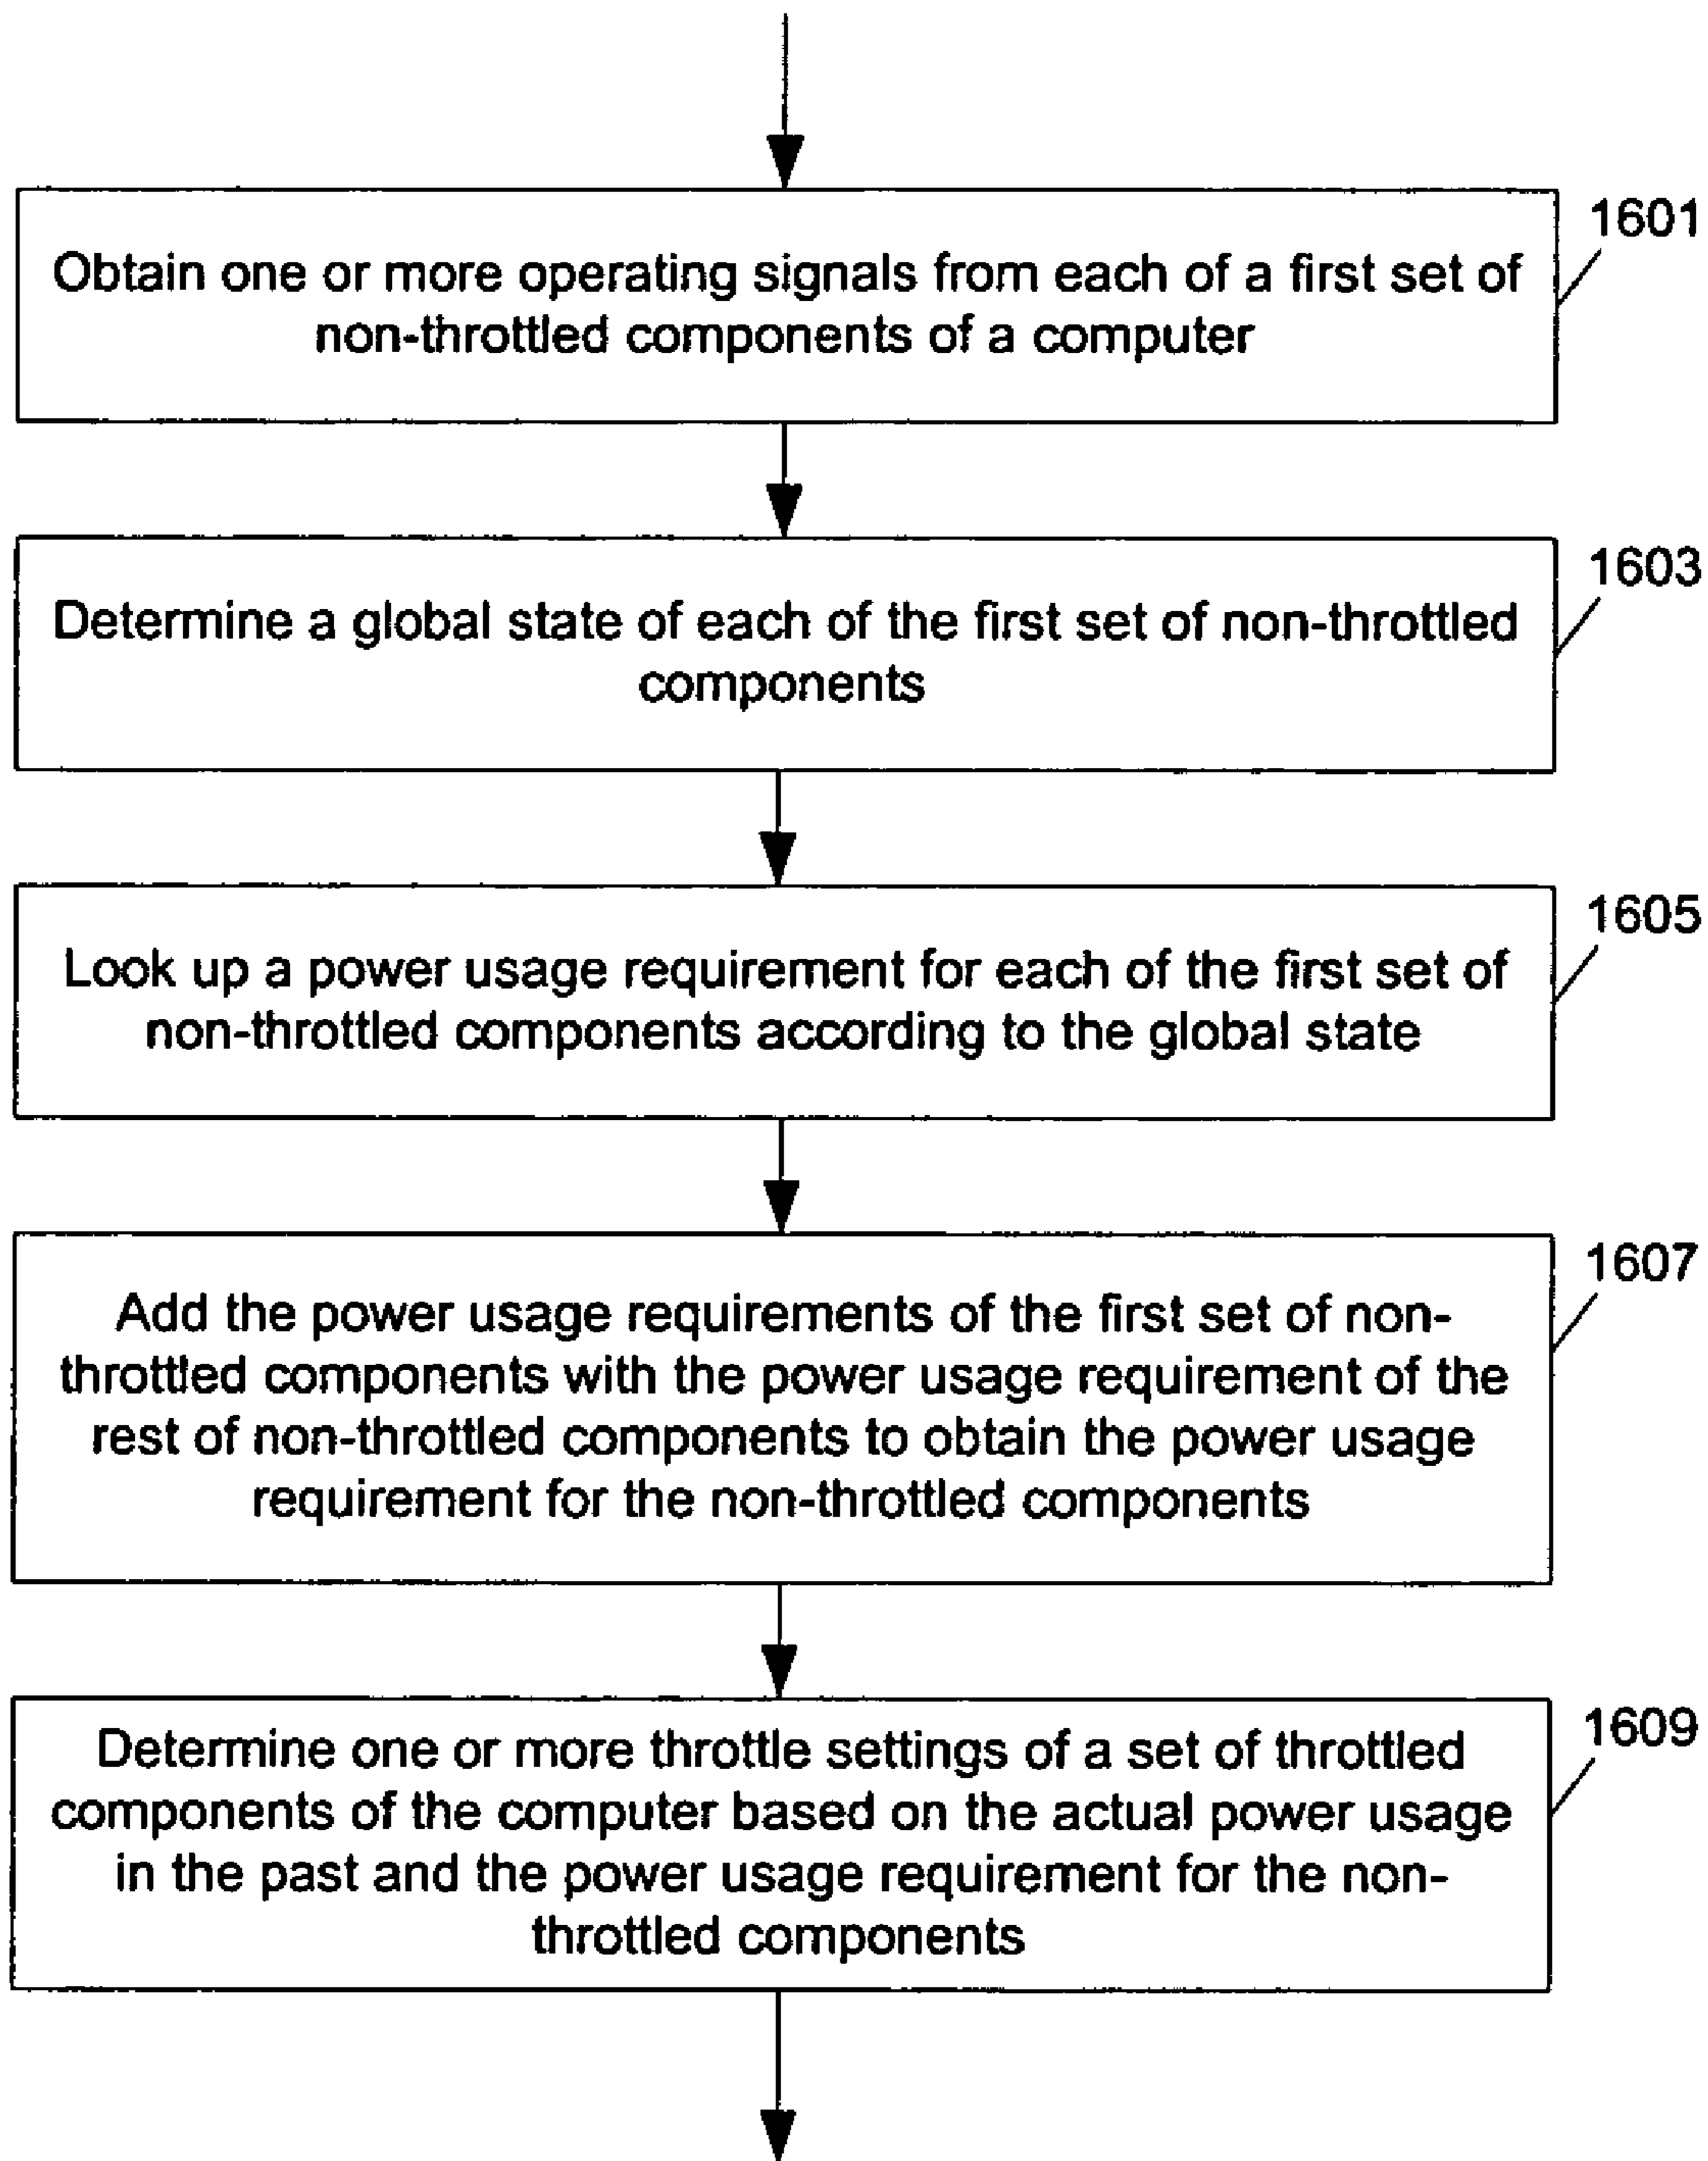 1601
Obtain one or more operating signals from each of a first set of
non-throttled components of a computer
1603
Determine a global state of each of the first set of non-throttled
components
1605
Look up a power usage requirement for each of the first set of
non-throttled components according to the global state
1607
Add the power usage requirements of the first set of non-
throttled components with the power usage requirement of the
rest of non-throttled components to obtain the power usage
requirement for the non-throttled components
1609
Determine one or more throttle settings of a set of throttled
components of the computer based on the actual power usage
in the past and the power usage requirement for the non-
throttled components